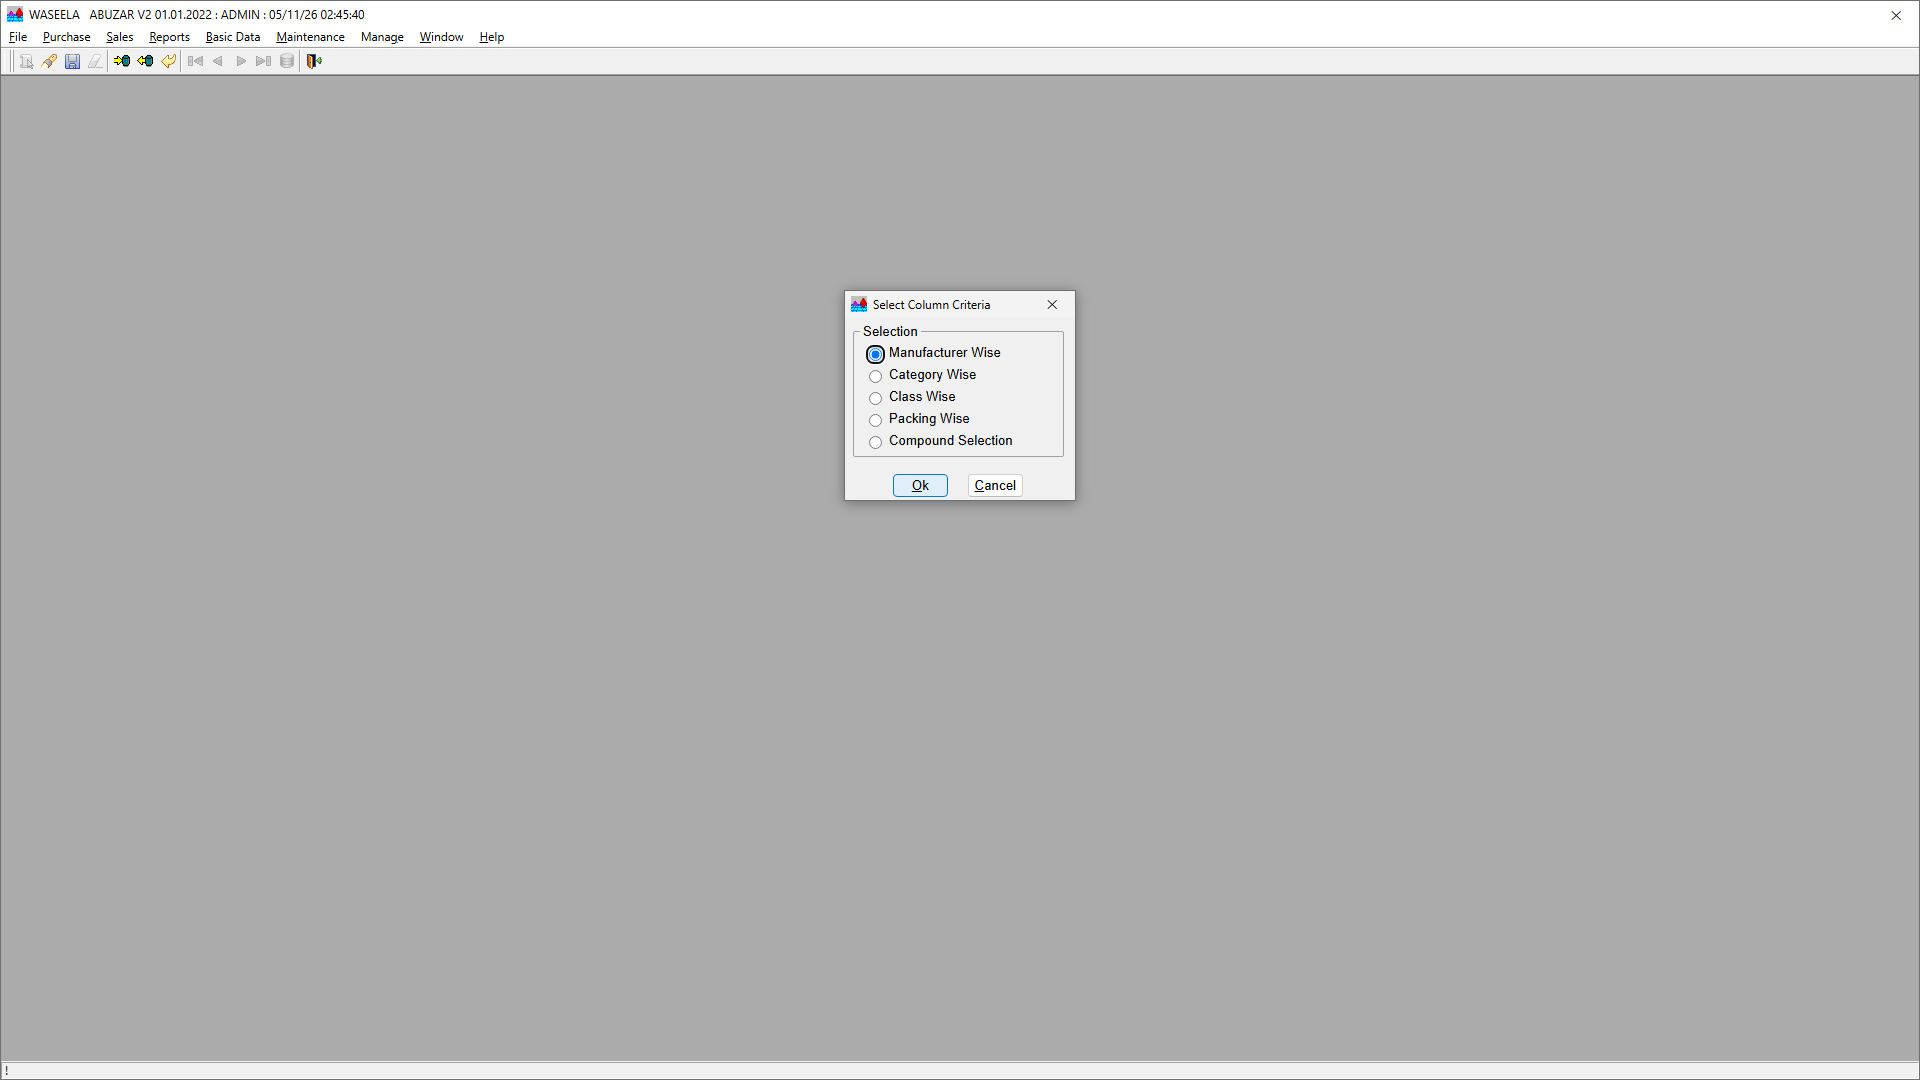 WASEELA   ABUZAR V2 01.01.2022 : ADMIN : 05/11/26 02:45:40
File Purchase Sales Reports Basic Data Maintenance Manage Window Help
Select Column Criteria
Selection
Manufacturer Wise
Category Wise
Class Wise
Packing Wise
Compound Selection
Ok Cancel
!